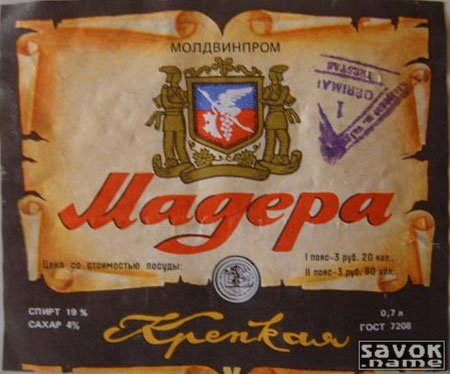 МОЛДВИНПРОМ
1
Мадера
Цена со стоимостью посуды:
I пояс-3 руб. 20 коп.,
II пояс-3 руб. 60 коп.,
СПИРТ 19 %
САХАР 4%
Крепкая
0,7 л
ГОСТ 7208
savok
.name